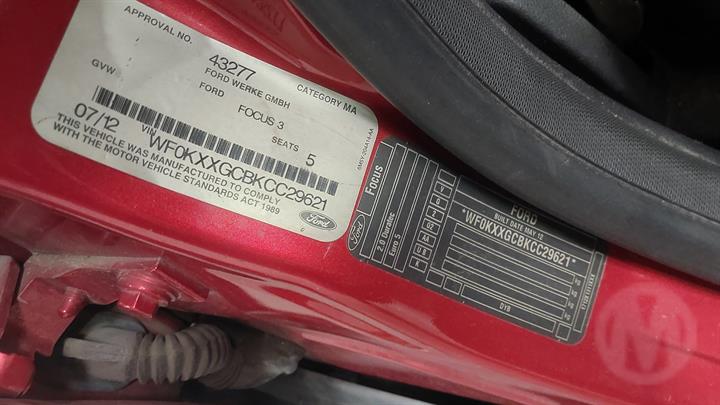 APPROVAL NO. 43277 CATEGORY MA
FORD WERKE GMBH
GVW FORD FOCUS 3
07/12 SEATS 5
VIN WF0KXXGCBKCC29621
THIS VEHICLE WAS MANUFACTURED TO COMPLY
WITH THE MOTOR VEHICLE STANDARDS ACT 1989
Ford
Ford
FOCUS
2.0 Duratec
Euro 5
FORD
BUILT DATE MAY 12
*WF0KXXGCBKCC29621*
DYB
M